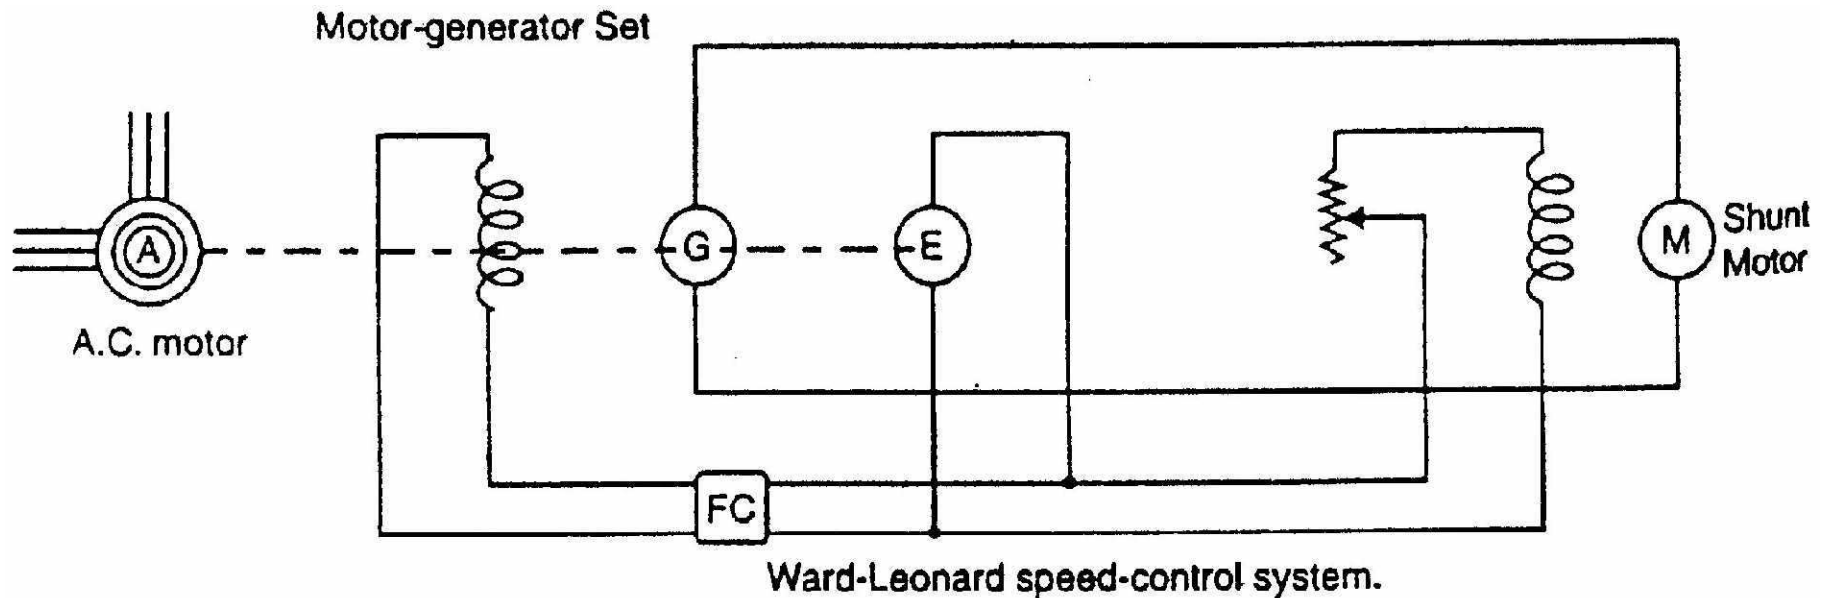 Motor-generator Set
A
G
E
M
Shunt
Motor
A.C. motor
FC
Ward-Leonard speed-control system.